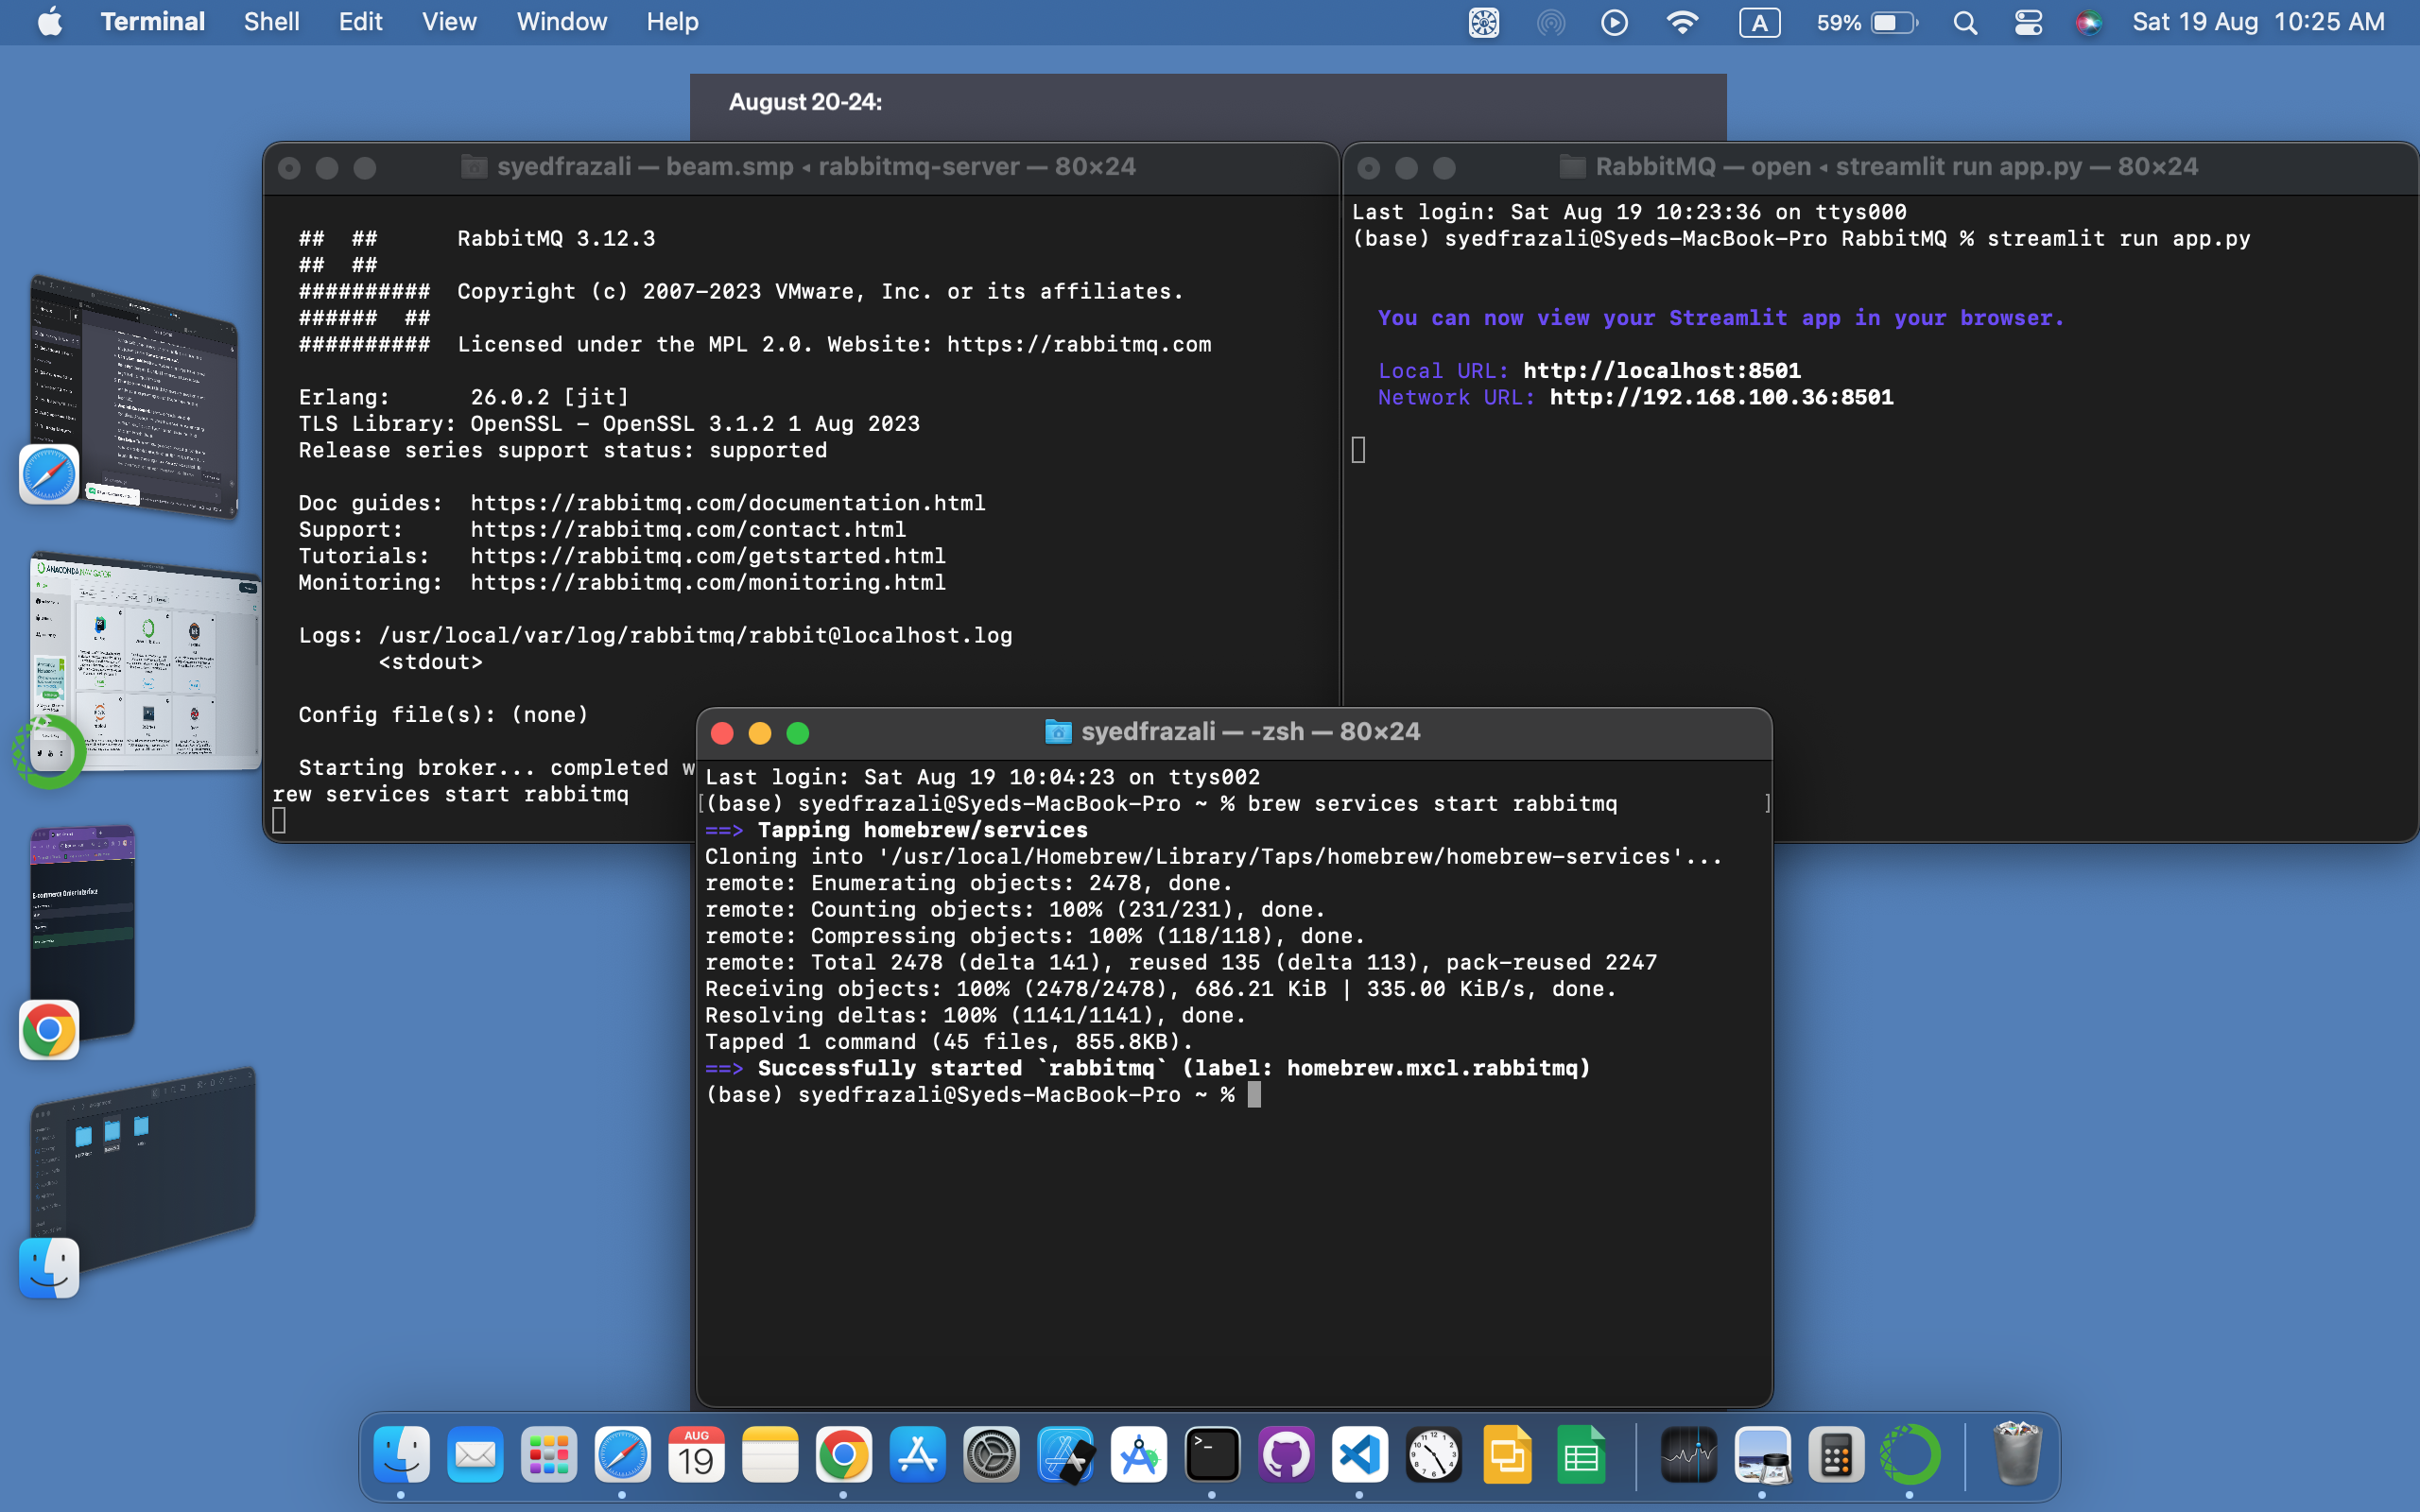 Terminal Shell Edit View Window Help A 59% Sat 19 Aug 10:25 AM
August 20-24:
syedfrazali — beam.smp ◂ rabbitmq-server — 80×24
## ## RabbitMQ 3.12.3
## ##
########## Copyright (c) 2007-2023 VMware, Inc. or its affiliates.
###### ##
########## Licensed under the MPL 2.0. Website: https://rabbitmq.com
Erlang: 26.0.2 [jit]
TLS Library: OpenSSL - OpenSSL 3.1.2 1 Aug 2023
Release series support status: supported
Doc guides: https://rabbitmq.com/documentation.html
Support: https://rabbitmq.com/contact.html
Tutorials: https://rabbitmq.com/getstarted.html
Monitoring: https://rabbitmq.com/monitoring.html
Logs: /usr/local/var/log/rabbitmq/rabbit@localhost.log
<stdout>
Config file(s): (none)
Starting broker... completed w
rew services start rabbitmq
RabbitMQ — open ◂ streamlit run app.py — 80×24
Last login: Sat Aug 19 10:23:36 on ttys000
(base) syedfrazali@Syeds-MacBook-Pro RabbitMQ % streamlit run app.py
You can now view your Streamlit app in your browser.
Local URL: http://localhost:8501
Network URL: http://192.168.100.36:8501
syedfrazali — -zsh — 80×24
Last login: Sat Aug 19 10:04:23 on ttys002
[(base) syedfrazali@Syeds-MacBook-Pro ~ % brew services start rabbitmq ]
==> Tapping homebrew/services
Cloning into '/usr/local/Homebrew/Library/Taps/homebrew/homebrew-services'...
remote: Enumerating objects: 2478, done.
remote: Counting objects: 100% (231/231), done.
remote: Compressing objects: 100% (118/118), done.
remote: Total 2478 (delta 141), reused 135 (delta 113), pack-reused 2247
Receiving objects: 100% (2478/2478), 686.21 KiB | 335.00 KiB/s, done.
Resolving deltas: 100% (1141/1141), done.
Tapped 1 command (45 files, 855.8KB).
==> Successfully started `rabbitmq` (label: homebrew.mxcl.rabbitmq)
(base) syedfrazali@Syeds-MacBook-Pro ~ %
ANACONDA NAVIGATOR
E-commerce Order Interface
AUG
19